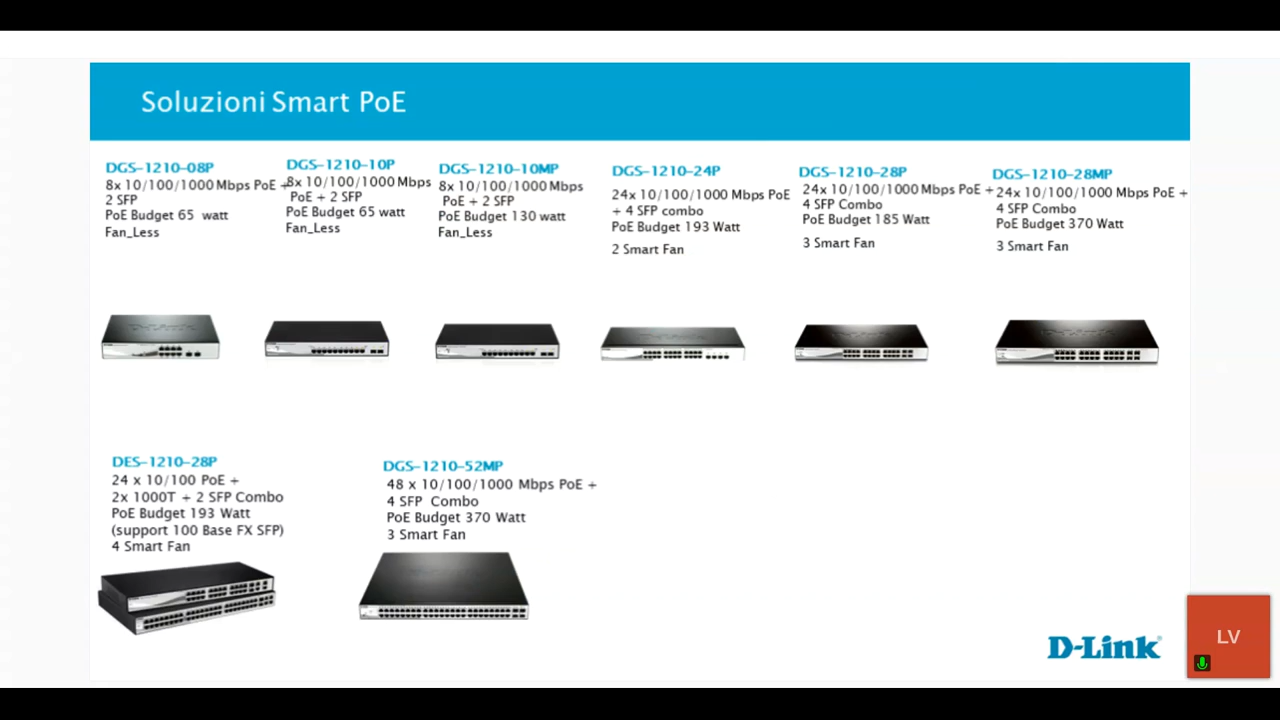 Soluzioni Smart PoE
DGS-1210-08P
8x 10/100/1000 Mbps PoE +
2 SFP
PoE Budget 65 watt
Fan_Less
DGS-1210-10P
8x 10/100/1000 Mbps
PoE + 2 SFP
PoE Budget 65 watt
Fan_Less
DGS-1210-10MP
8x 10/100/1000 Mbps
PoE + 2 SFP
PoE Budget 130 watt
Fan_Less
DGS-1210-24P
24x 10/100/1000 Mbps PoE
+ 4 SFP combo
PoE Budget 193 Watt
2 Smart Fan
DGS-1210-28P
24x 10/100/1000 Mbps PoE +
4 SFP Combo
PoE Budget 185 Watt
3 Smart Fan
DGS-1210-28MP
24x 10/100/1000 Mbps PoE +
4 SFP Combo
PoE Budget 370 Watt
3 Smart Fan
D-Link
DES-1210-28P
24 x 10/100 PoE +
2x 1000T + 2 SFP Combo
PoE Budget 193 Watt
(support 100 Base FX SFP)
4 Smart Fan
DGS-1210-52MP
48 x 10/100/1000 Mbps PoE +
4 SFP Combo
PoE Budget 370 Watt
3 Smart Fan
D-Link
LV